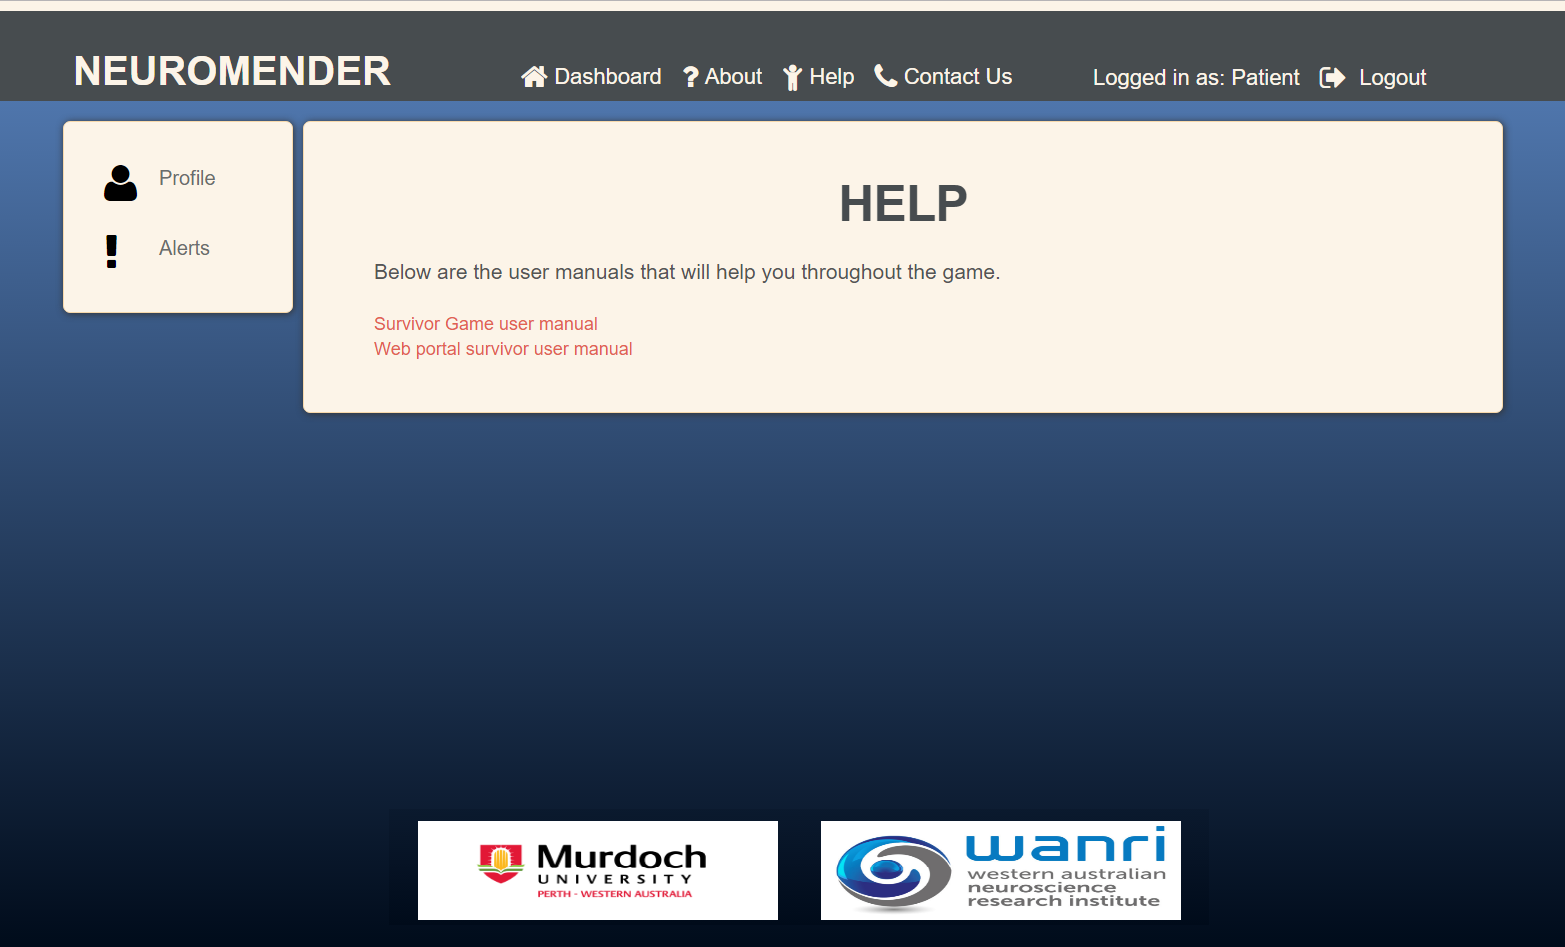 NEUROMENDER
Dashboard About Help Contact Us Logged in as: Patient Logout
Profile
Alerts
HELP
Below are the user manuals that will help you throughout the game.
Survivor Game user manual
Web portal survivor user manual
Murdoch
UNIVERSITY
PERTH - WESTERN AUSTRALIA
wanri
western australian
neuroscience
research institute